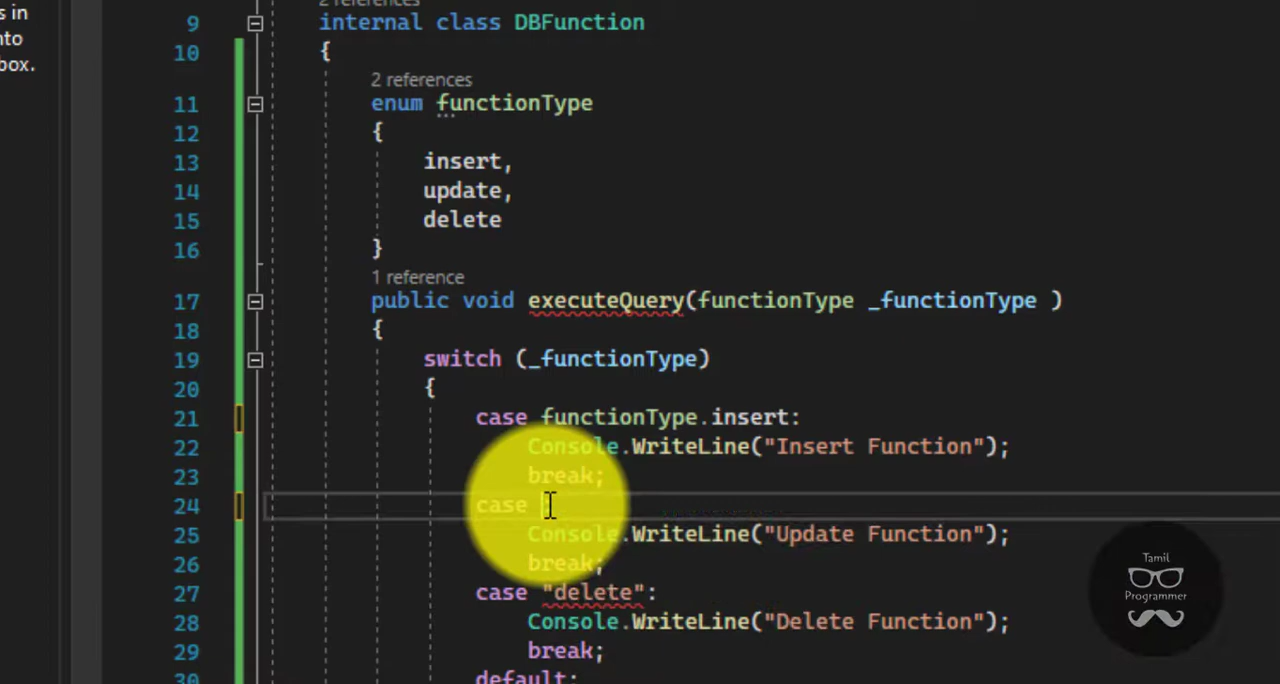 s in
nto
box.
2 references
9 internal class DBFunction
10 {
2 references
11 enum functionType
12 {
13 insert,
14 update,
15 delete
16 }
1 reference
17 public void executeQuery(functionType _functionType )
18 {
19 switch (_functionType)
20 {
21 case functionType.insert:
22 Console.WriteLine("Insert Function");
23 break;
24 case
25 Console.WriteLine("Update Function");
26 break;
27 case "delete":
28 Console.WriteLine("Delete Function");
29 break;
30 default:
Tamil
Programmer